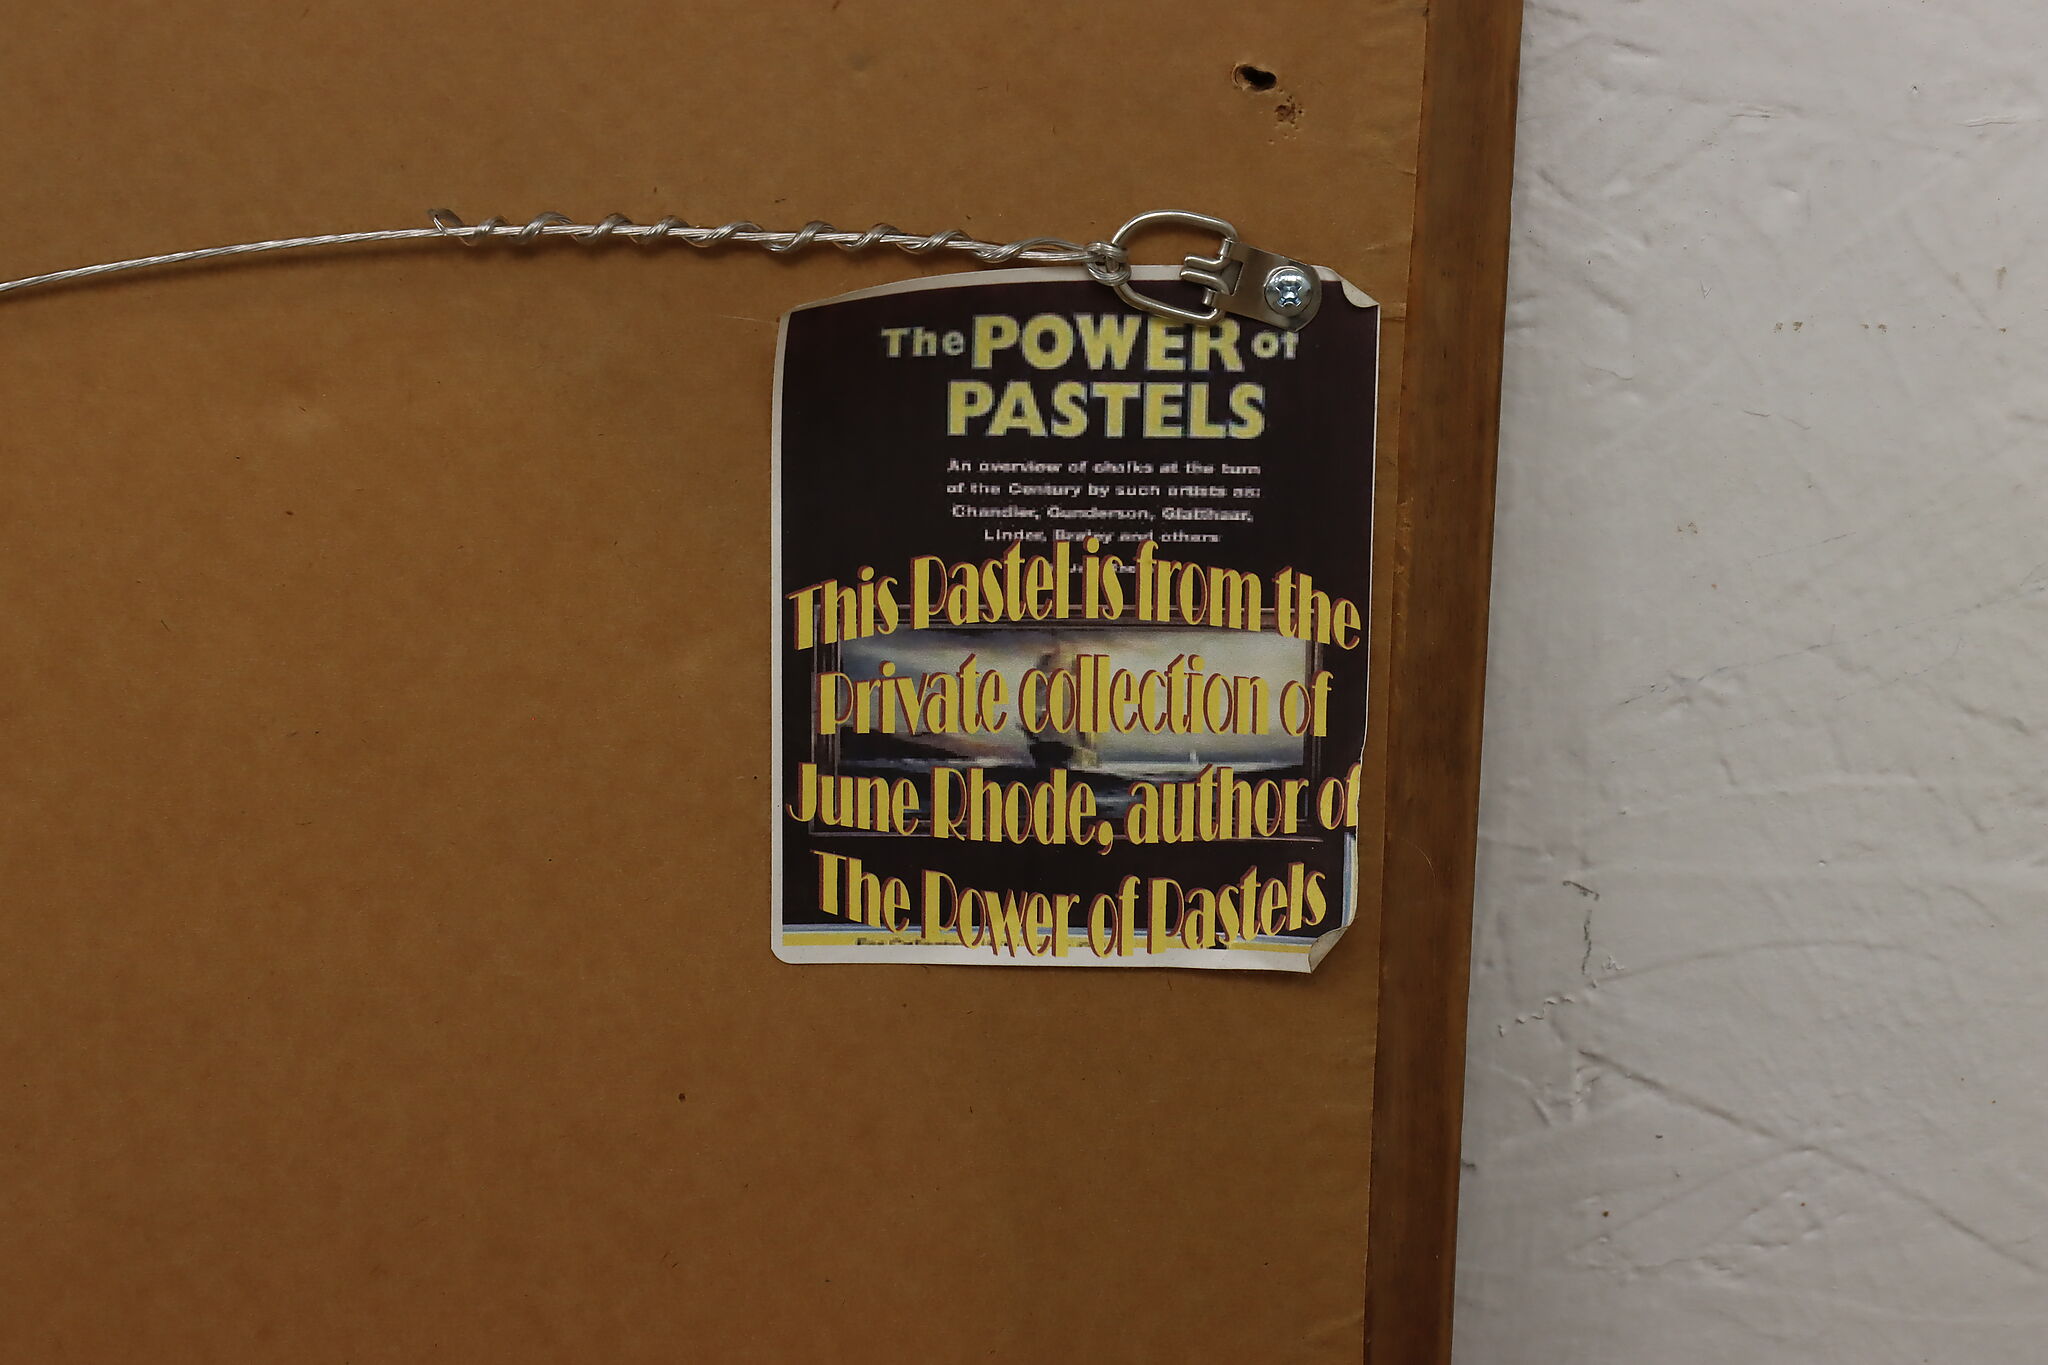 The POWER of
PASTELS
An overview of chalks at the turn
of the Century by such artists as:
Chandler, Gunderson, Glatthaar,
Linder, and others
This Pastel is from the
Private collection of
June Rhode, author of
The Power of Pastels